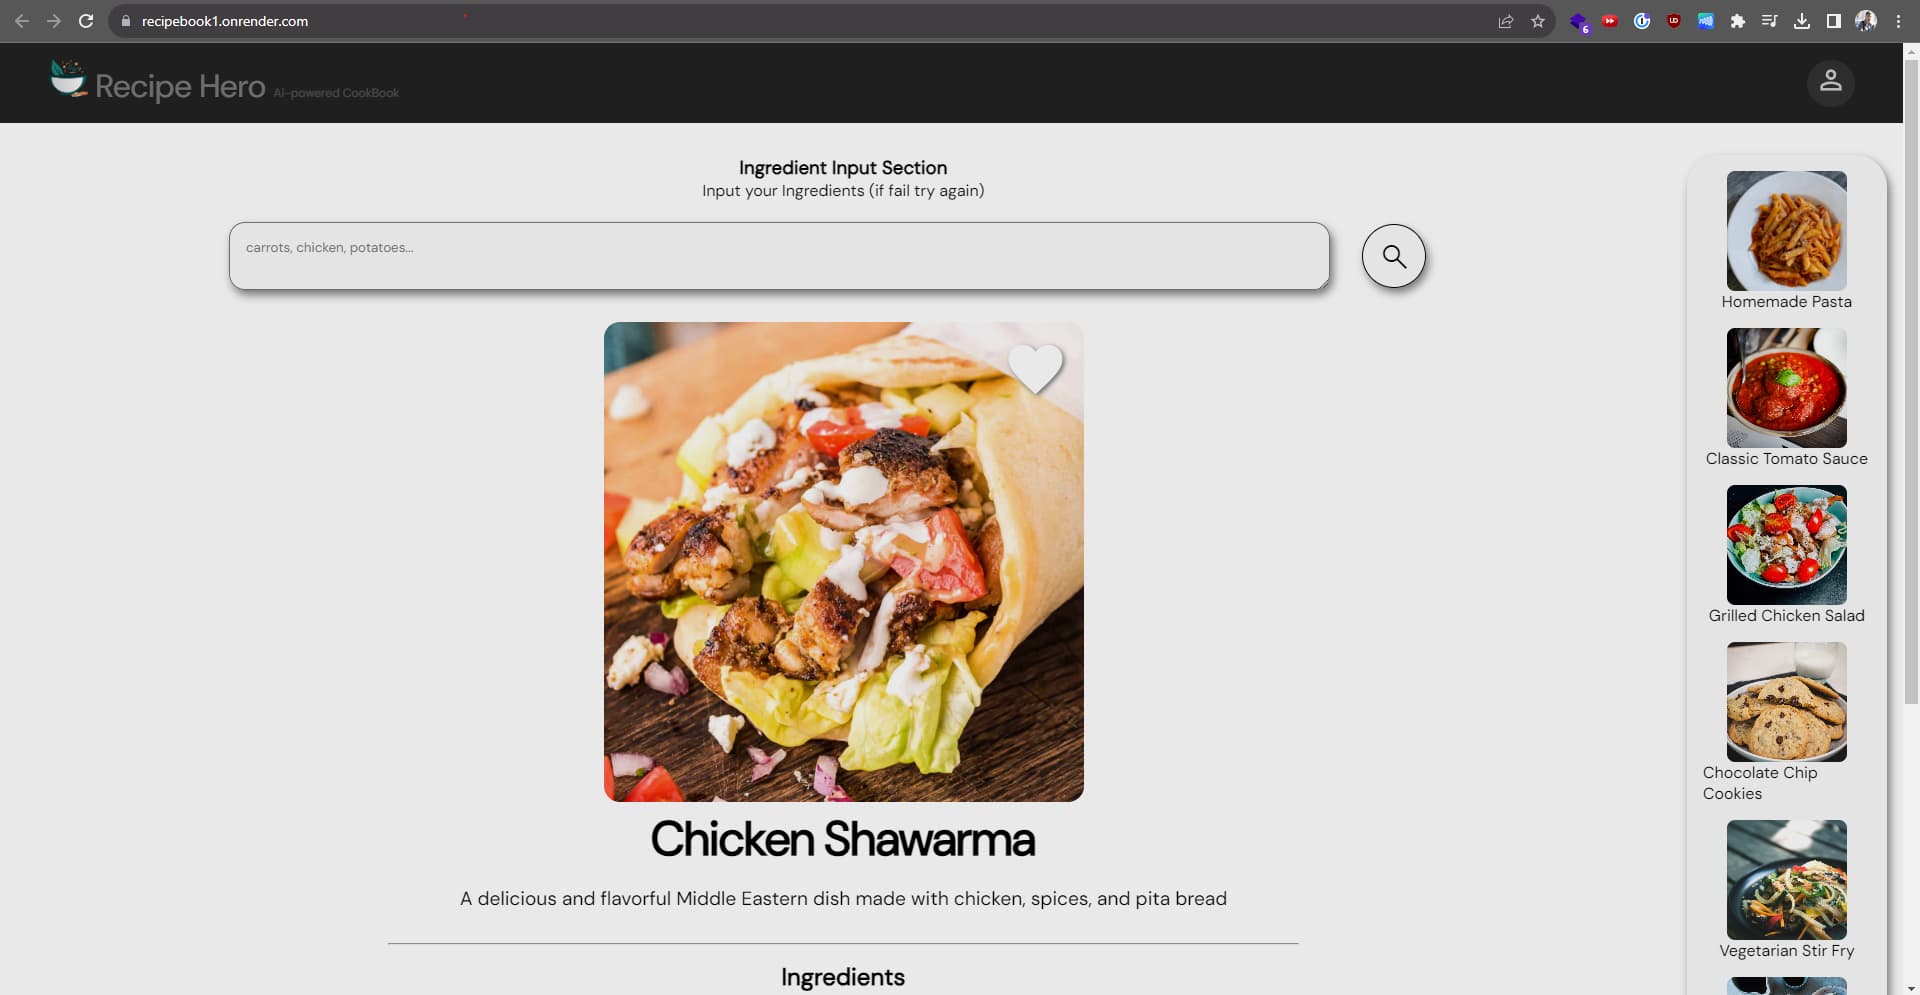 recipebook1.onrender.com
6
UD
Recipe Hero Ai-powered CookBook
Ingredient Input Section
Input your Ingredients (if fail try again)
carrots, chicken, potatoes...
Chicken Shawarma
A delicious and flavorful Middle Eastern dish made with chicken, spices, and pita bread
Ingredients
Homemade Pasta
Classic Tomato Sauce
Grilled Chicken Salad
Chocolate Chip
Cookies
Vegetarian Stir Fry